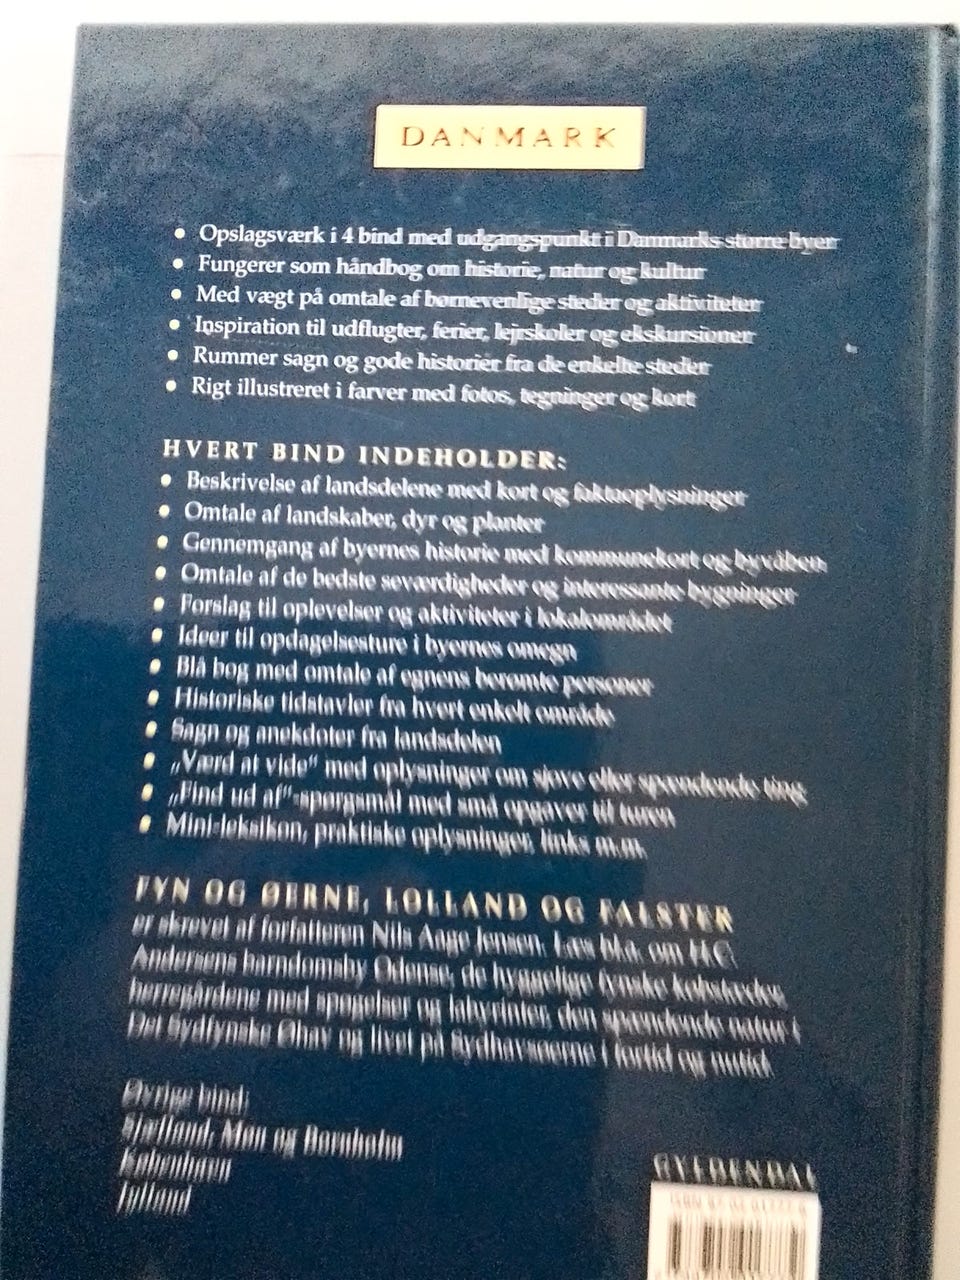 DANMARK
• Opslagsværk i 4 bind med udgangspunkt i Danmarks større byer
• Fungerer som håndbog om historie, natur og kultur
• Med vægt på omtale af børnevenlige steder og aktiviteter
• Inspiration til udflugter, ferier, lejrskoler og ekskursioner
• Rummer sagn og gode historier fra de enkelte steder
• Rigt illustreret i farver med fotos, tegninger og kort
HVERT BIND INDEHOLDER:
• Beskrivelse af landsdelene med kort og faktaoplysninger
• Omtale af landskaber, dyr og planter
• Gennemgang af byernes historie med kommunekort og byvåben
• Omtale af de bedste seværdigheder og interessante bygninger
• Forslag til oplevelser og aktiviteter i lokalområdet
• Ideer til opdagelsesture i byernes omegn
• Blå bog med omtale af egnens berømte personer
• Historiske tidstavler fra hvert enkelt område
• Sagn og anekdoter fra landsdelen
• „Værd at vide“ med oplysninger om sjove eller spændende ting
• „Find ud af“-spørgsmål med små opgaver til turen
• Mini-leksikon, praktiske oplysninger, links m.m.
FYN OG ØERNE, LOLLAND OG FALSTER
er skrevet af forfatteren Nils Aage Jensen. Læs bl.a. om H.C.
Andersens barndomsby Odense, de hyggelige fynske købstæder,
herregårdene med spøgelser og labyrinter, den spændende natur i
Det Sydfynske Øhav og livet på Sydhavsøerne i fortid og nutid.
Øvrige bind:
Sjælland, Møn og Bornholm
København
Jylland
GYLDENDAL
ISBN